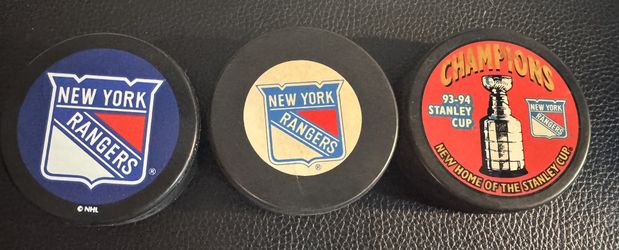 NEW YORK
RANGERS
®
© NHL
NEW YORK
RANGERS
®
CHAMPIONS
93-94
STANLEY
CUP
NEW YORK
RANGERS
NEW HOME OF THE STANLEY CUP